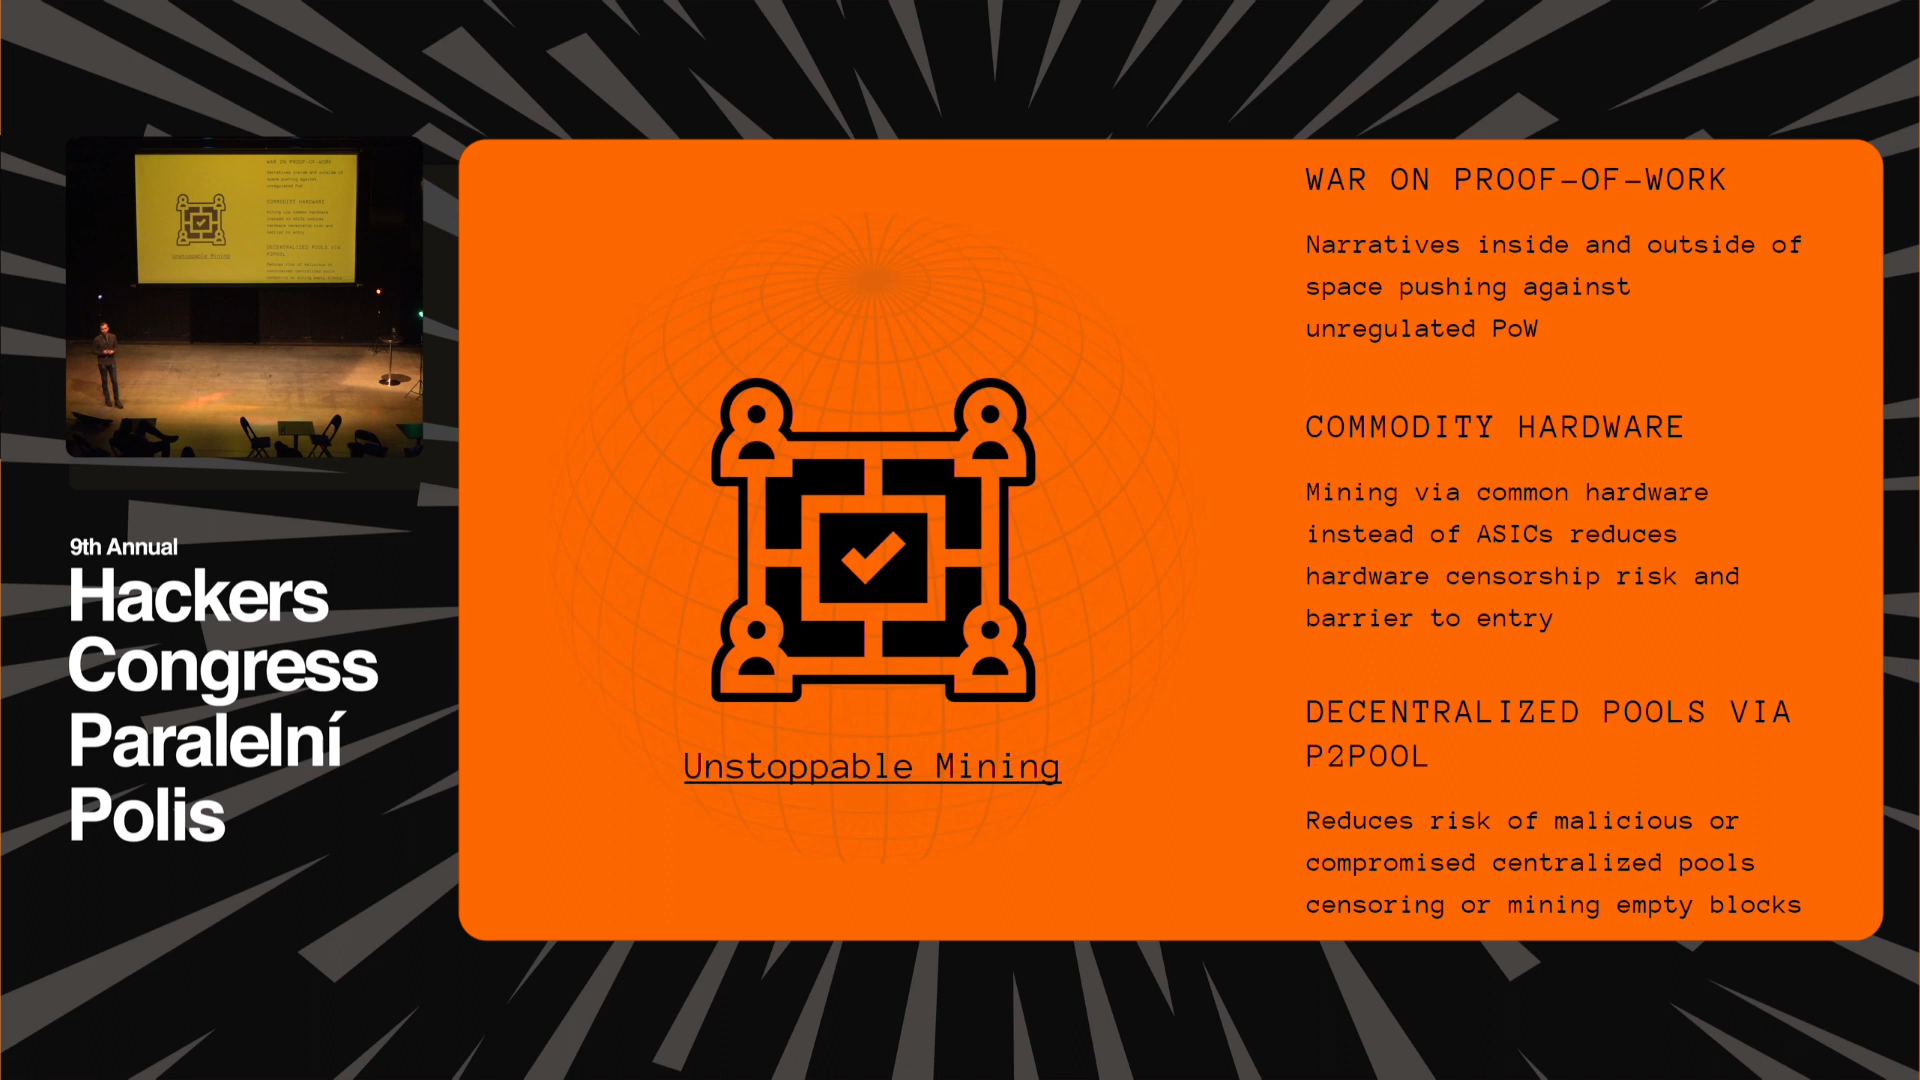 9th Annual
Hackers
Congress
Paralelní
Polis
Unstoppable Mining
WAR ON PROOF-OF-WORK
Narratives inside and outside of
space pushing against
unregulated PoW
COMMODITY HARDWARE
Mining via common hardware
instead of ASICs reduces
hardware censorship risk and
barrier to entry
DECENTRALIZED POOLS VIA
P2POOL
Reduces risk of malicious or
compromised centralized pools
censoring or mining empty blocks